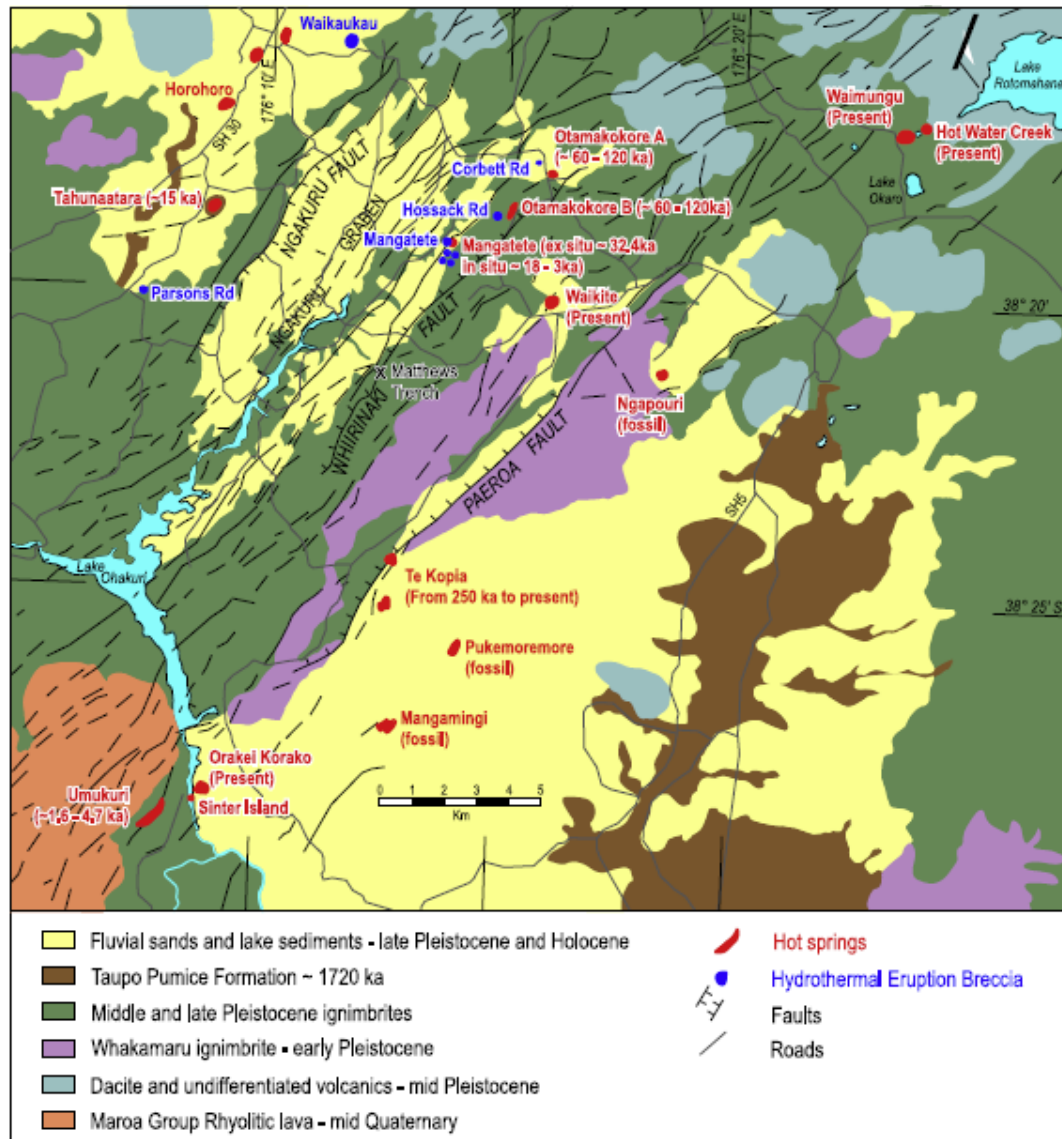 Waikaukau
Horohoro
SH 30
176° 10' E
176° 20' E
Lake
Rotomahana
Waimungu
(Present)
Hot Water Creek
(Present)
Lake
Okaro
Otamakokore A
(~ 60 – 120 ka)
Corbett Rd
Tahunaatara (~15 ka)
NGAKURU FAULT
Hossack Rd
Otamakokore B (~ 60 – 120ka)
Mangatete
Mangatete (ex situ ~ 32.4ka
in situ ~ 18 – 3ka)
Parsons Rd
NGAKURU GRABEN
Waikite
(Present)
38° 20'
WHIRINAKI FAULT
x Matthews
Trench
Ngapouri
(fossil)
PAEROA FAULT
SH5
Lake
Ohakuri
Te Kopia
(From 250 ka to present)
38° 25' S
Pukemoremore
(fossil)
Mangamingi
(fossil)
Orakei Korako
(Present)
Umukuri
(~1.6 – 4.7 ka)
Sinter Island
0 1 2 3 4 5
Km
Fluvial sands and lake sediments - late Pleistocene and Holocene
Taupo Pumice Formation ~ 1720 ka
Middle and late Pleistocene ignimbrites
Whakamaru ignimbrite - early Pleistocene
Dacite and undifferentiated volcanics - mid Pleistocene
Maroa Group Rhyolitic lava - mid Quaternary
Hot springs
Hydrothermal Eruption Breccia
Faults
Roads